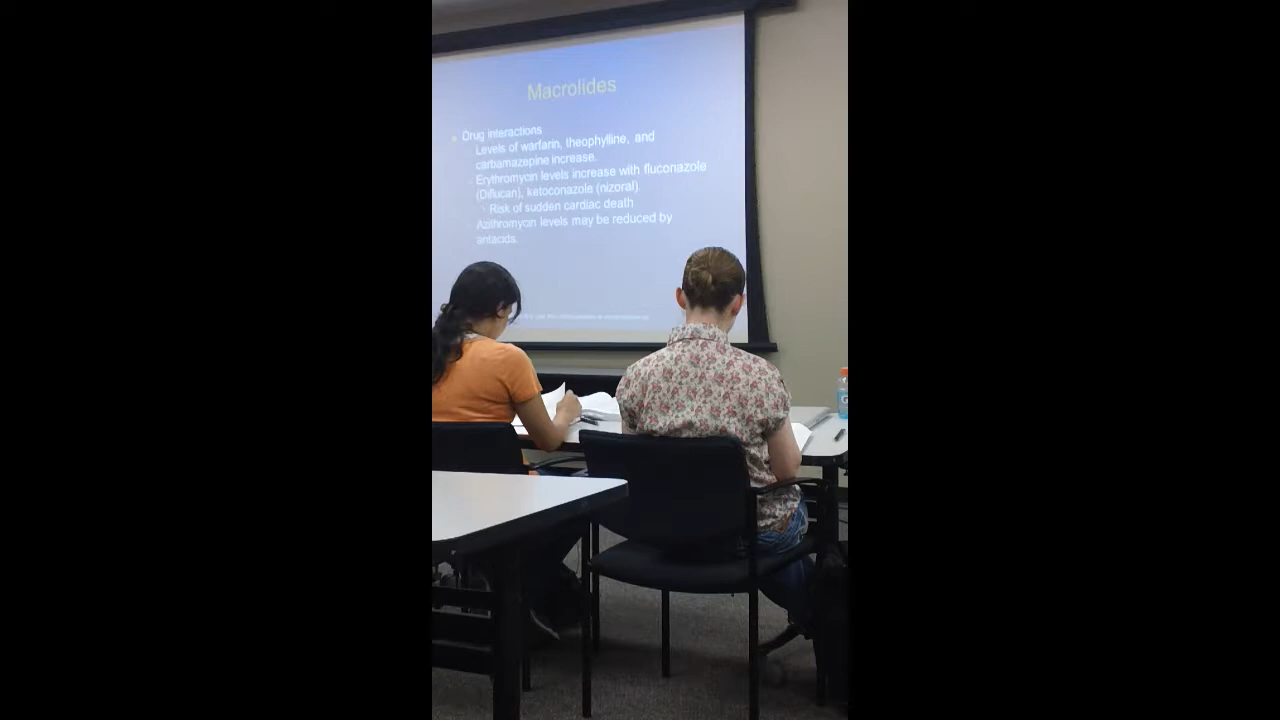 Macrolides
Drug interactions
Levels of warfarin, theophylline, and
carbamazepine increase.
Erythromycin levels increase with fluconazole
(Diflucan), ketoconazole (nizoral).
Risk of sudden cardiac death
Azithromycin levels may be reduced by
antacids.
G